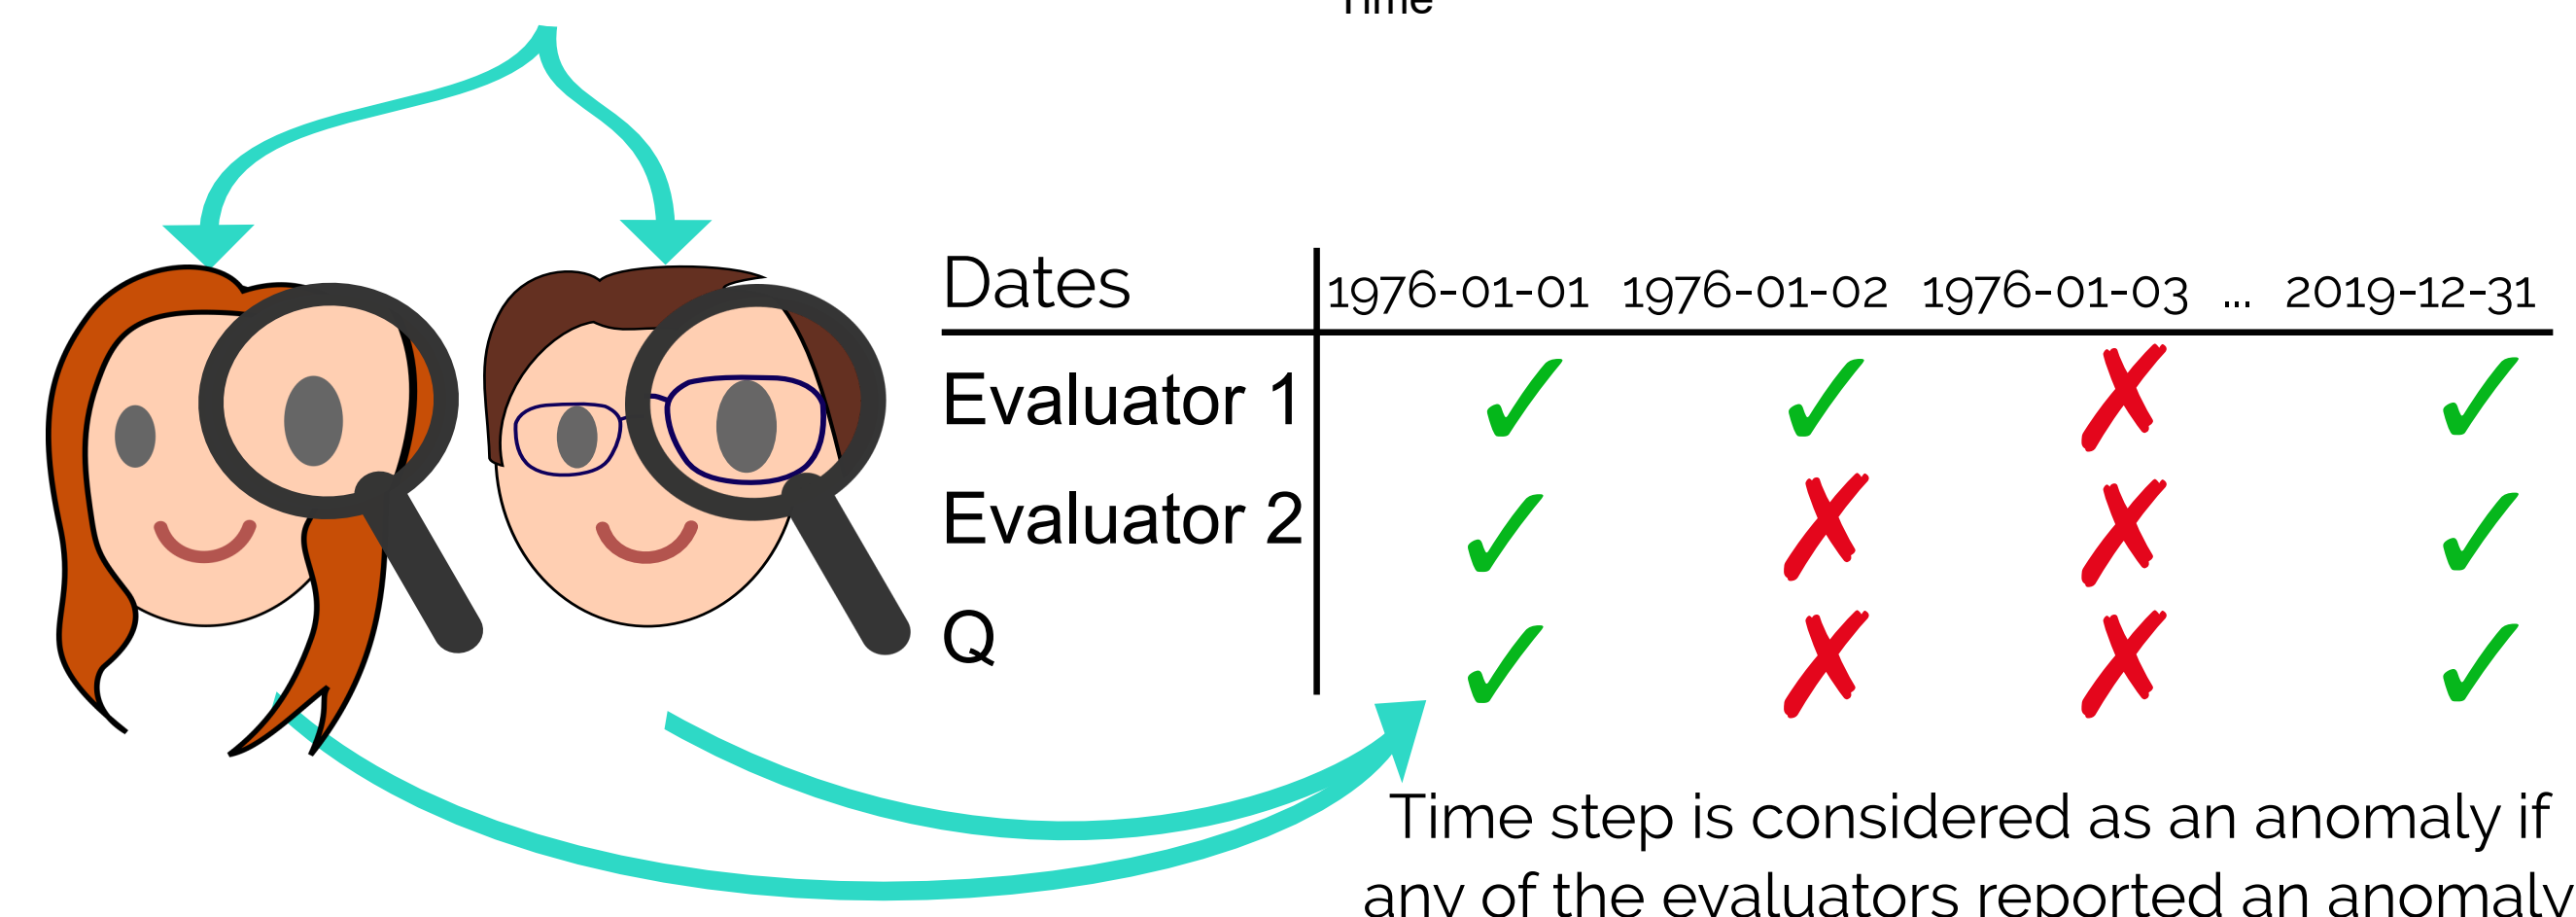 Time
Dates 1976-01-01 1976-01-02 1976-01-03 ... 2019-12-31
Evaluator 1 ✓ ✓ ✗ ✓
Evaluator 2 ✓ ✗ ✗ ✓
Q ✓ ✗ ✗ ✓
Time step is considered as an anomaly if
any of the evaluators reported an anomaly